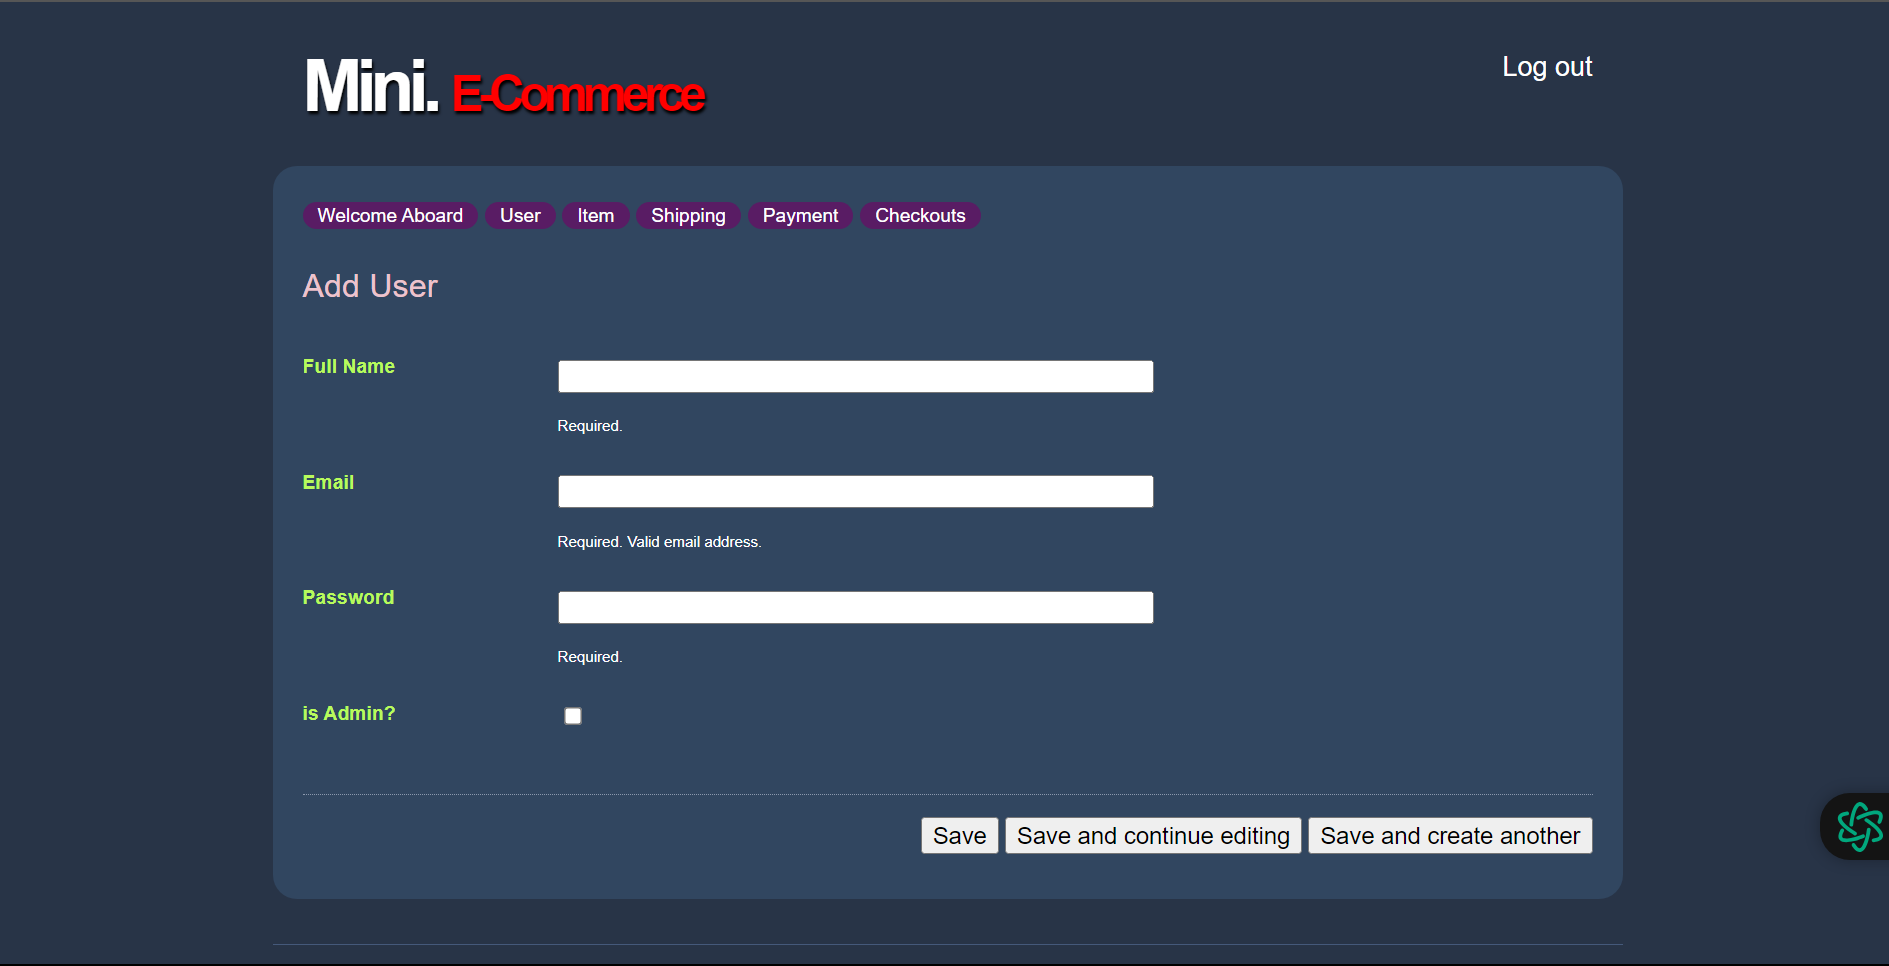 Mini. E-Commerce
Log out
Welcome Aboard User Item Shipping Payment Checkouts
Add User
Full Name
Required.
Email
Required. Valid email address.
Password
Required.
is Admin?
Save Save and continue editing Save and create another